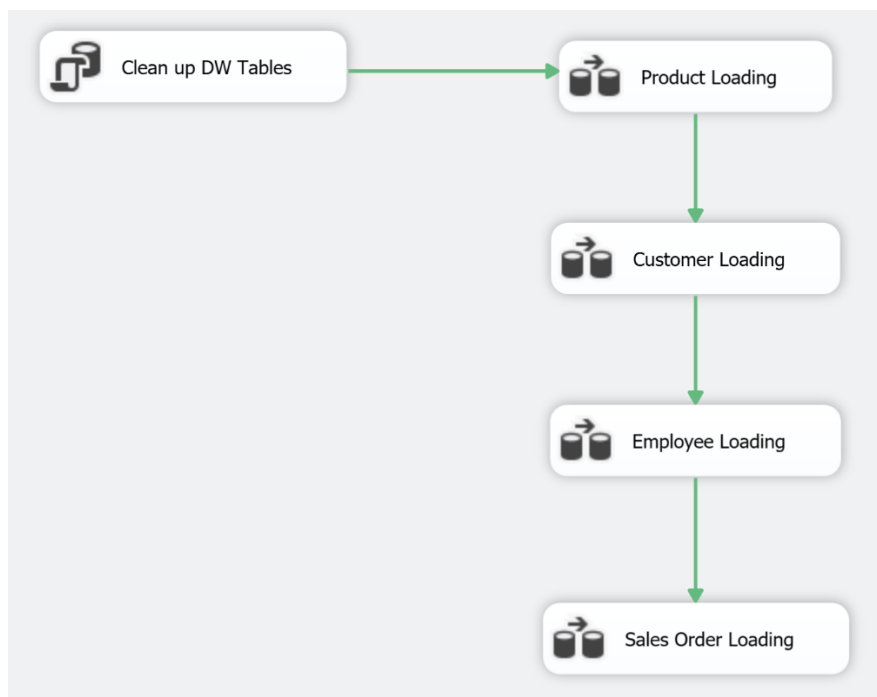 Clean up DW Tables
Product Loading
Customer Loading
Employee Loading
Sales Order Loading